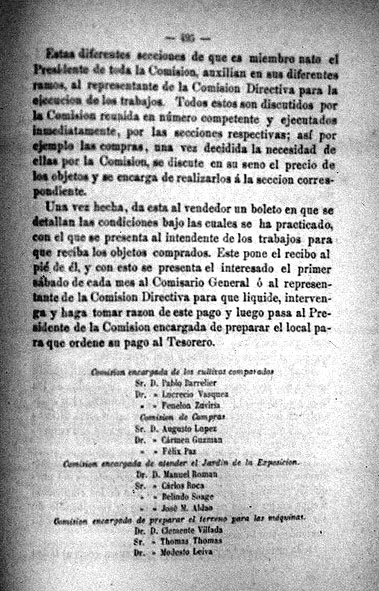 — 495 —
Estas diferentes secciones de que es miembro nato el
Presidente de toda la Comision, auxilian en sus diferentes
ramos, al representante de la Comision Directiva para la
ejecucion de los trabajos. Todos estos son discutidos por
la Comision reunida en número competente y ejecutados
inmediatamente, por las secciones respectivas; así por
ejemplo las compras, una vez decidida la necesidad de
ellas por la Comision, se discute en su seno el precio de
los objetos y se encarga de realizarlos á la seccion corres-
pondiente.
Una vez hecha, da esta al vendedor un boleto en que se
detallan las condiciones bajo las cuales se ha practicado,
con el que se presenta al intendente de los trabajos para
que reciba los objetos comprados. Este pone el recibo al
pié de él, y con esto se presenta el interesado el primer
sábado de cada mes al Comisario General ó al represen-
tante de la Comision Directiva para que liquide, interven-
ga y haga tomar razon de este pago y luego pasa al Pre-
sidente de la Comision encargada de preparar el local pa-
ra que ordene su pago al Tesorero.
Comision encargada de los cultivos comparados
Sr. D. Pablo Barrelier
Dr. » Lucrecio Vazquez
» » Fenelon Zuviria
Comision de Compras
Sr. D. Augusto Lopez
Dr. » Cármen Guzman
» » Félix Paz
Comision encargada de atender el Jardin de la Exposicion.
Dr. D. Manuel Roman
Sr. » Cárlos Roca
» » Belindo Soage
» » José M. Aldao
Comision encargada de preparar el terreno para las máquinas.
Dr. D. Clemente Villada
Sr. » Thomas Thomas
Dr. » Modesto Leiva